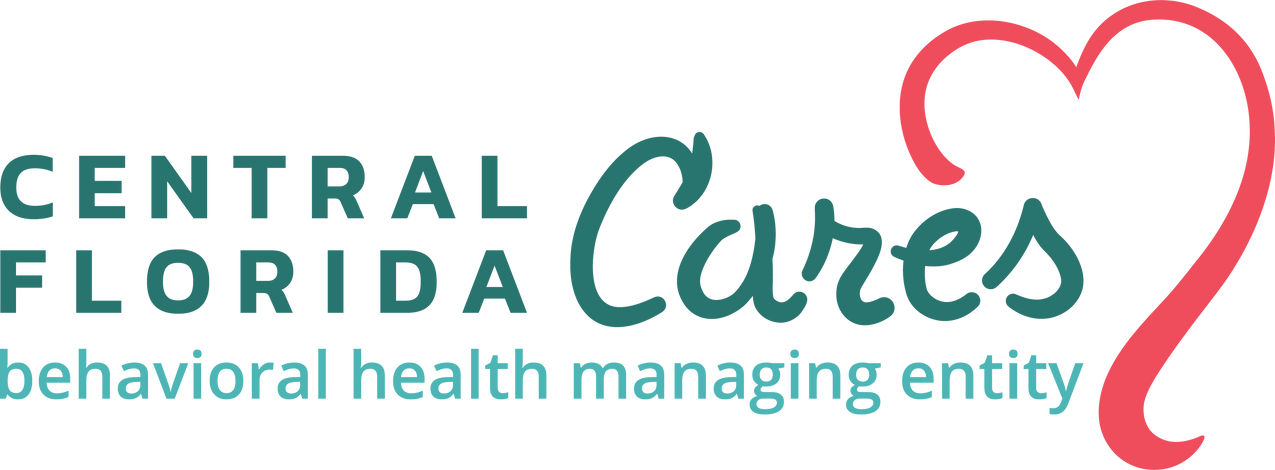 CENTRAL
FLORIDA
Cares
behavioral health managing entity